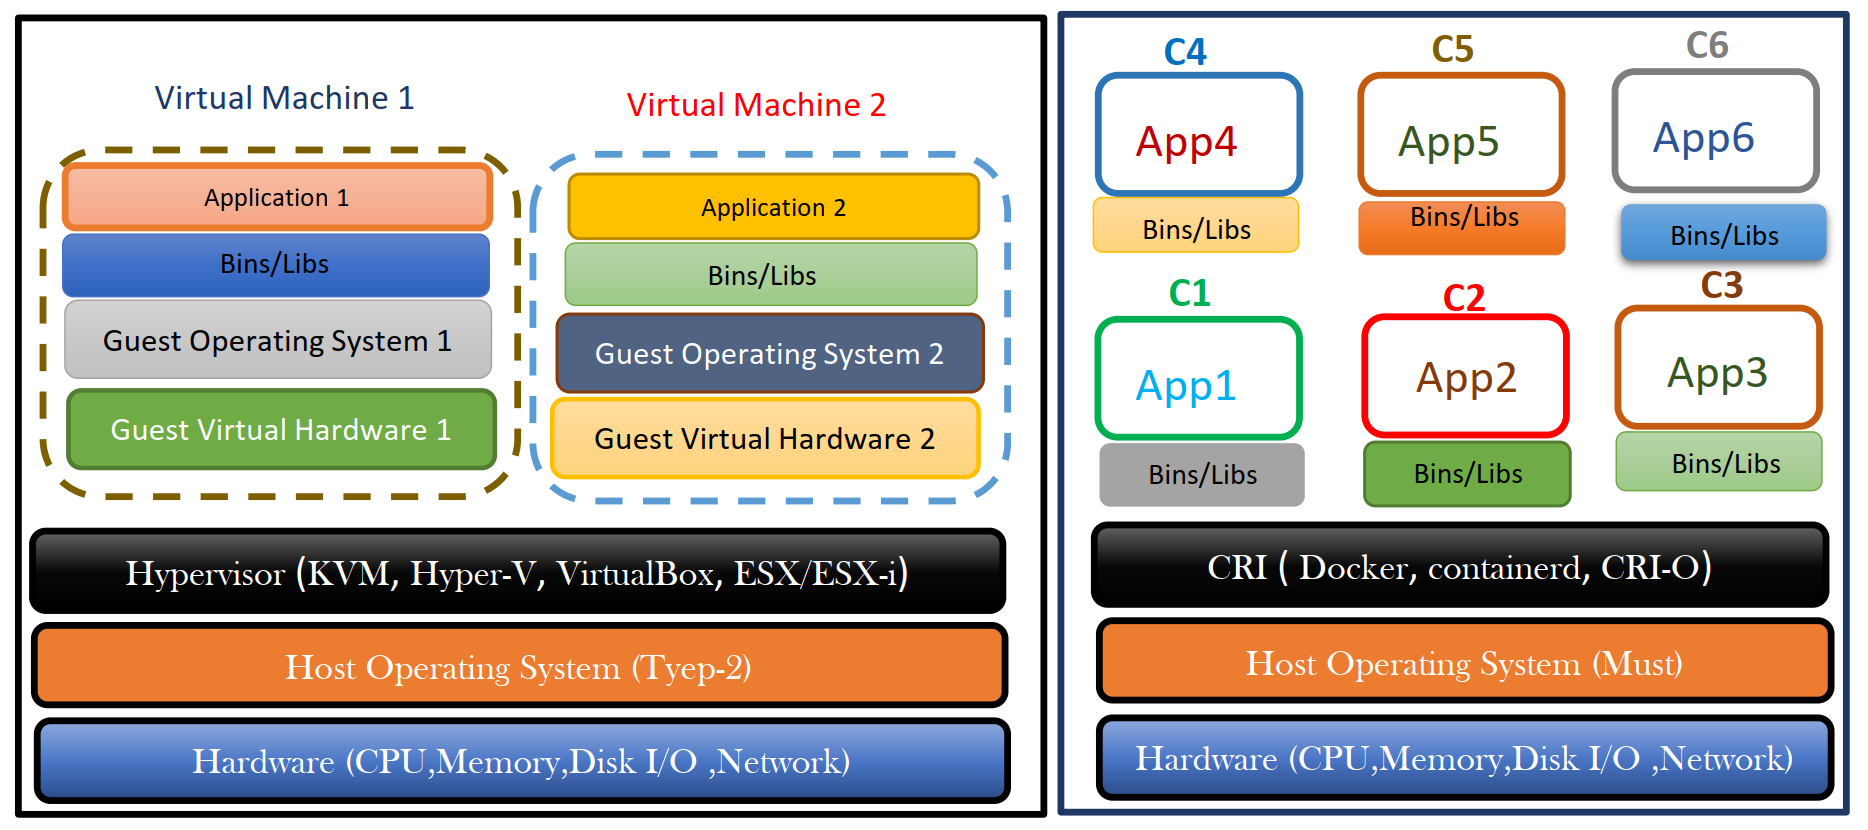 Virtual Machine 1
Application 1
Bins/Libs
Guest Operating System 1
Guest Virtual Hardware 1
Virtual Machine 2
Application 2
Bins/Libs
Guest Operating System 2
Guest Virtual Hardware 2
Hypervisor (KVM, Hyper-V, VirtualBox, ESX/ESX-i)
Host Operating System (Tyep-2)
Hardware (CPU,Memory,Disk I/O ,Network)
C4
App4
Bins/Libs
C5
App5
Bins/Libs
C6
App6
Bins/Libs
C1
App1
Bins/Libs
C2
App2
Bins/Libs
C3
App3
Bins/Libs
CRI ( Docker, containerd, CRI-O)
Host Operating System (Must)
Hardware (CPU,Memory,Disk I/O ,Network)